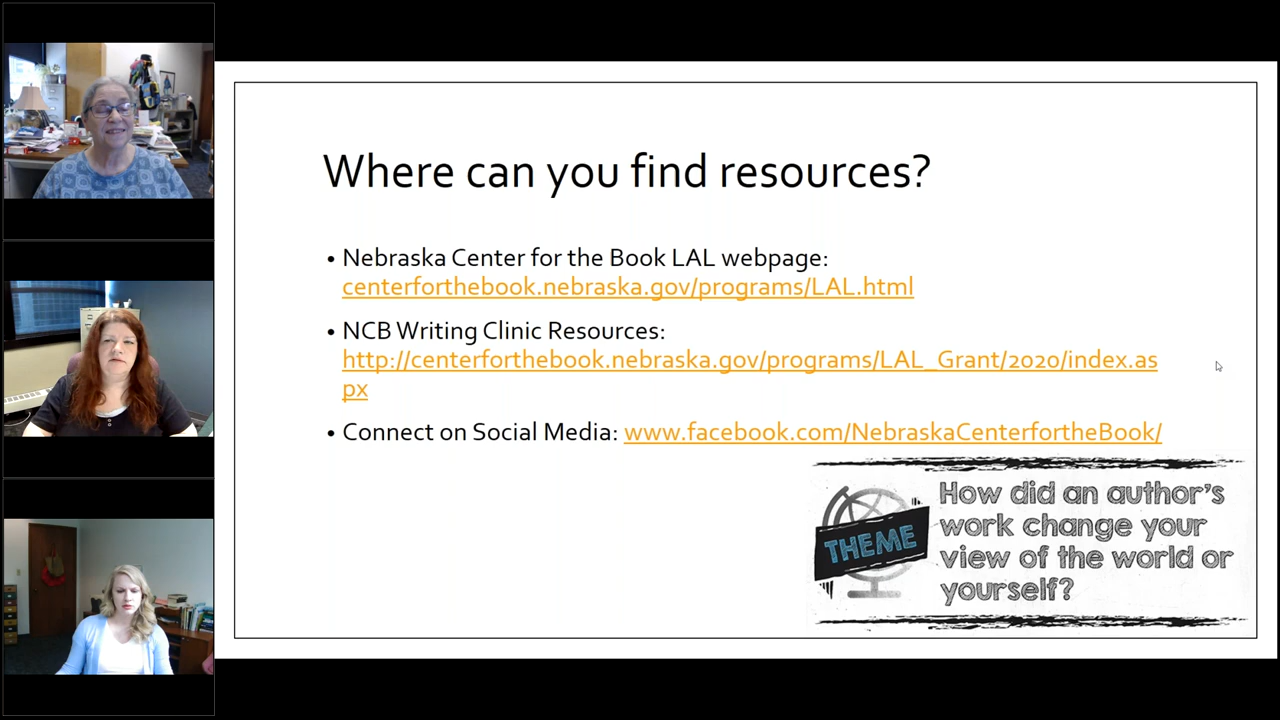 Where can you find resources?
• Nebraska Center for the Book LAL webpage:
centerforthebook.nebraska.gov/programs/LAL.html
• NCB Writing Clinic Resources:
http://centerforthebook.nebraska.gov/programs/LAL_Grant/2020/index.as
px
• Connect on Social Media: www.facebook.com/NebraskaCenterfortheBook/
THEME
How did an author's
work change your
view of the world or
yourself?